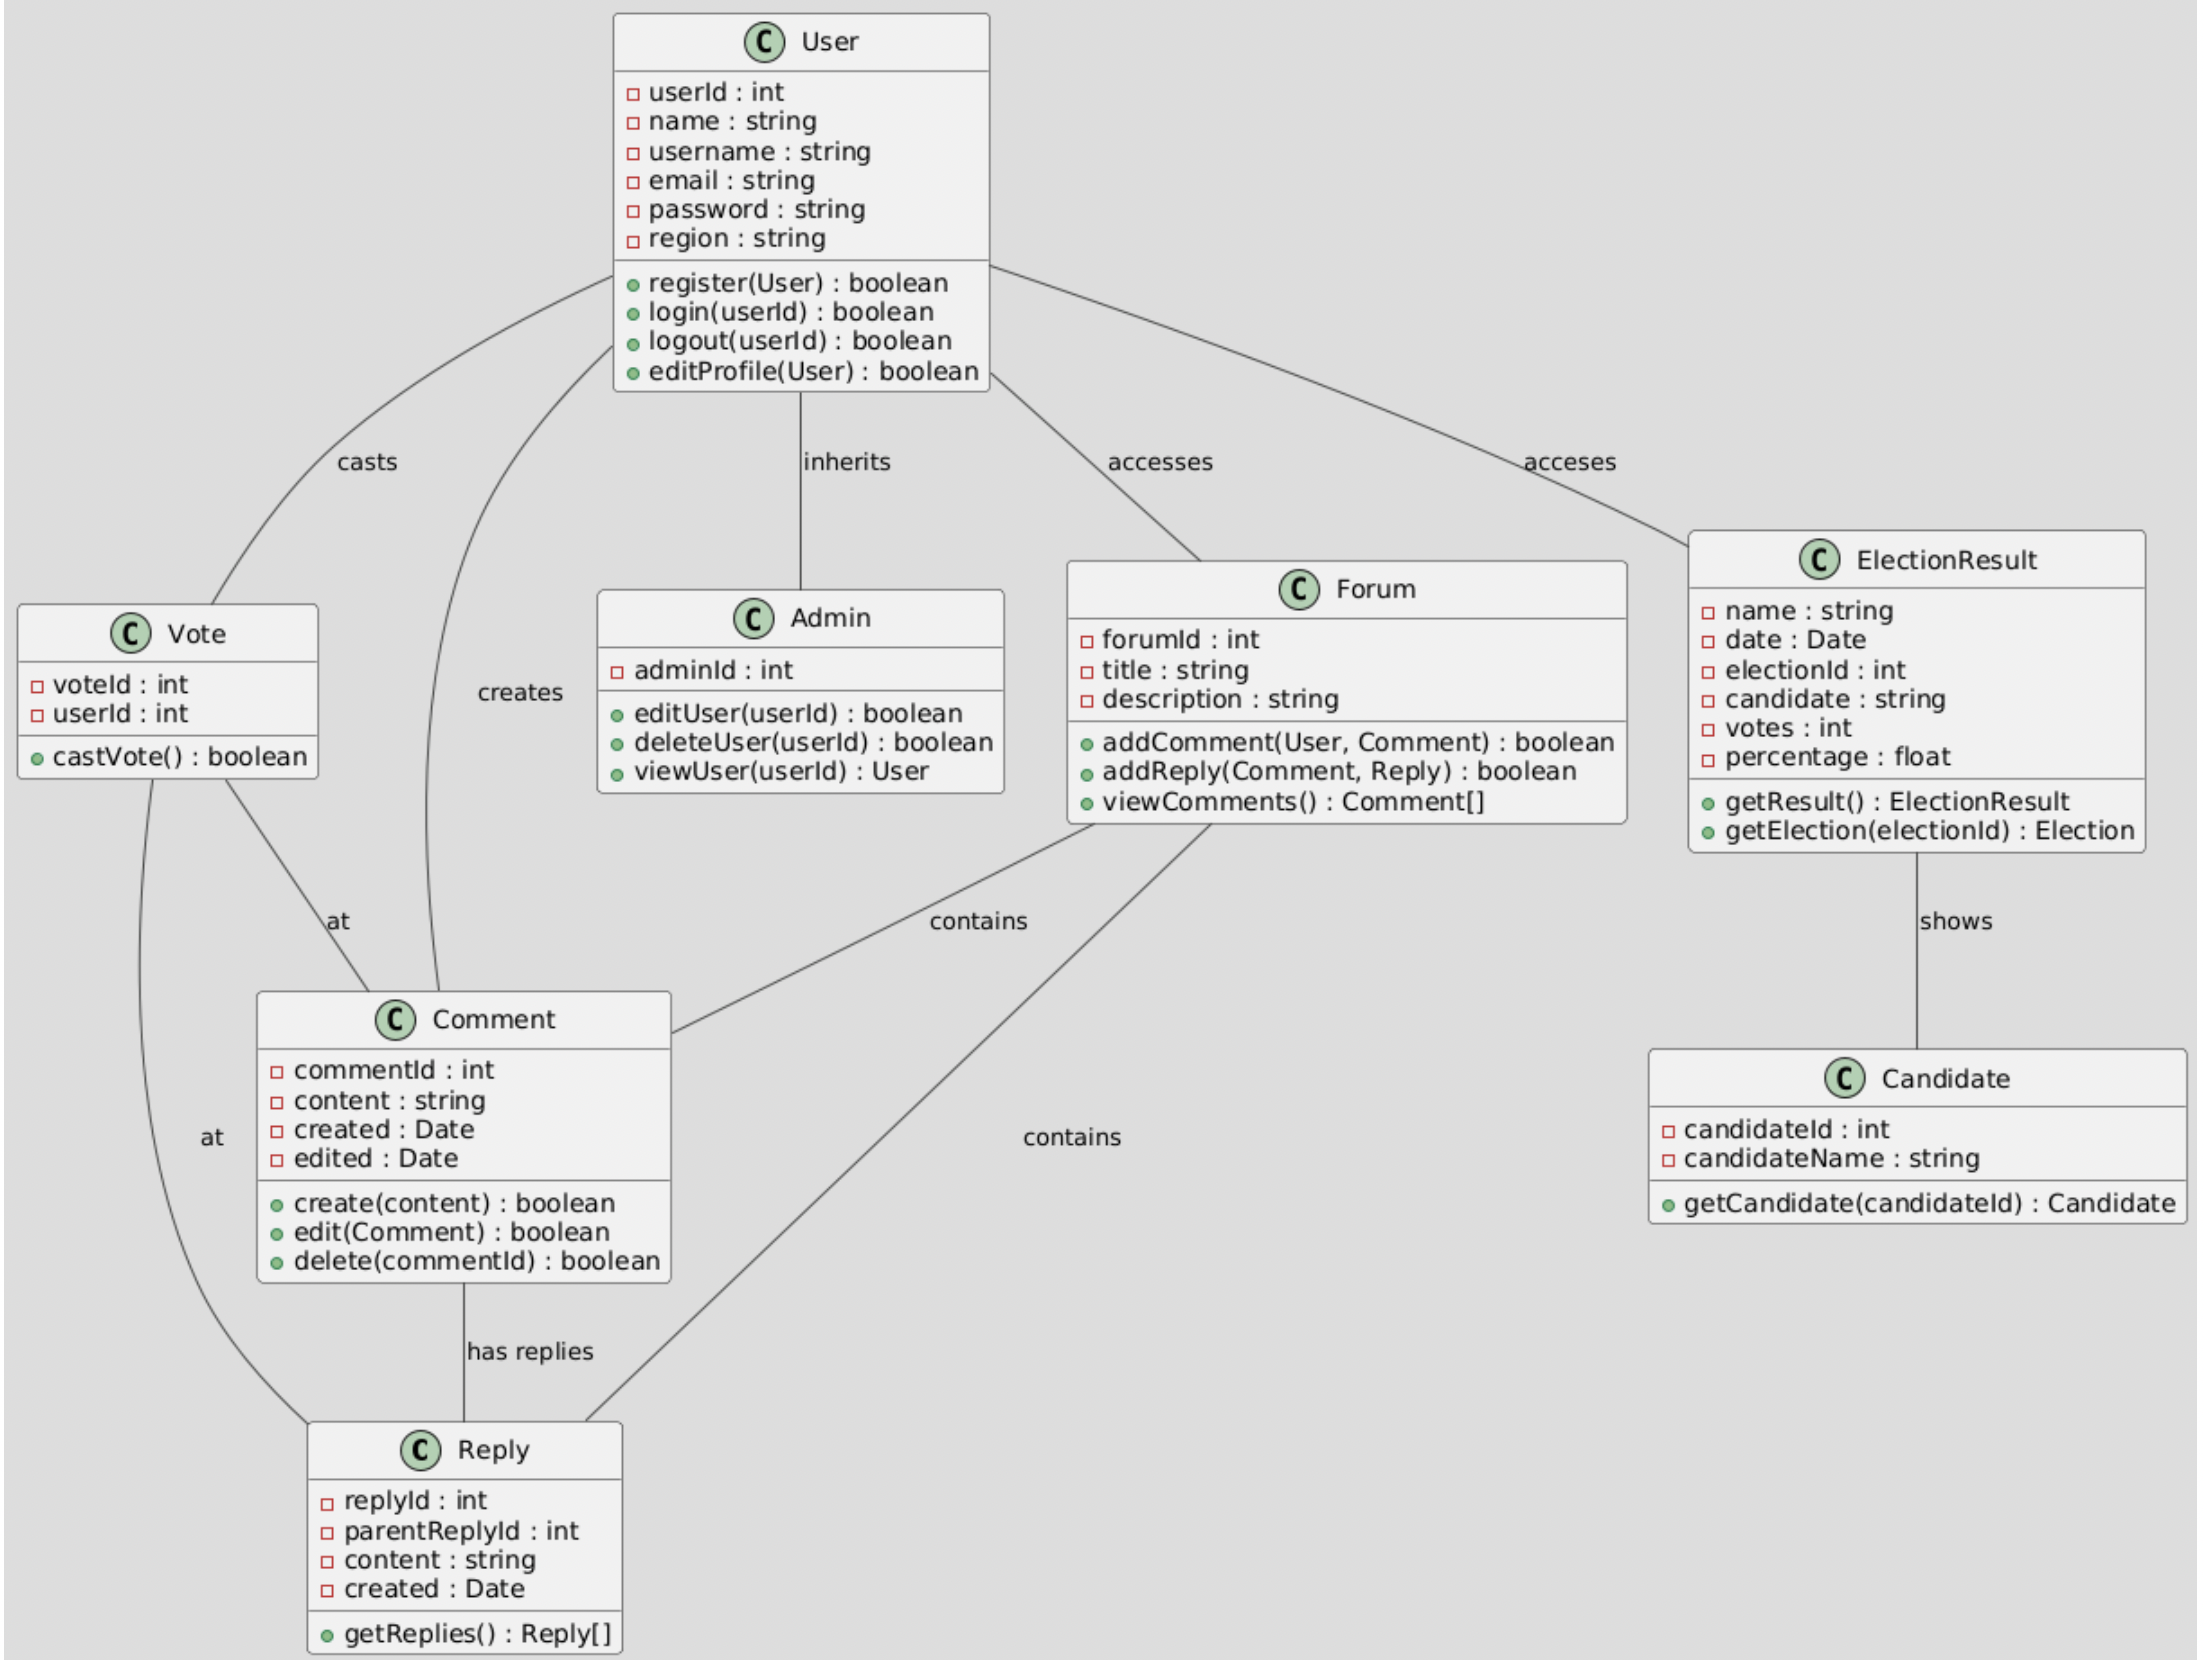 C User
userId : int
name : string
username : string
email : string
password : string
region : string
register(User) : boolean
login(userId) : boolean
logout(userId) : boolean
editProfile(User) : boolean
casts
inherits
accesses
acceses
C Vote
voteId : int
userId : int
castVote() : boolean
creates
C Admin
adminId : int
editUser(userId) : boolean
deleteUser(userId) : boolean
viewUser(userId) : User
C Forum
forumId : int
title : string
description : string
addComment(User, Comment) : boolean
addReply(Comment, Reply) : boolean
viewComments() : Comment[]
C ElectionResult
name : string
date : Date
electionId : int
candidate : string
votes : int
percentage : float
getResult() : ElectionResult
getElection(electionId) : Election
at
contains
shows
C Comment
commentId : int
content : string
created : Date
edited : Date
create(content) : boolean
edit(Comment) : boolean
delete(commentId) : boolean
at
contains
C Candidate
candidateId : int
candidateName : string
getCandidate(candidateId) : Candidate
has replies
C Reply
replyId : int
parentReplyId : int
content : string
created : Date
getReplies() : Reply[]